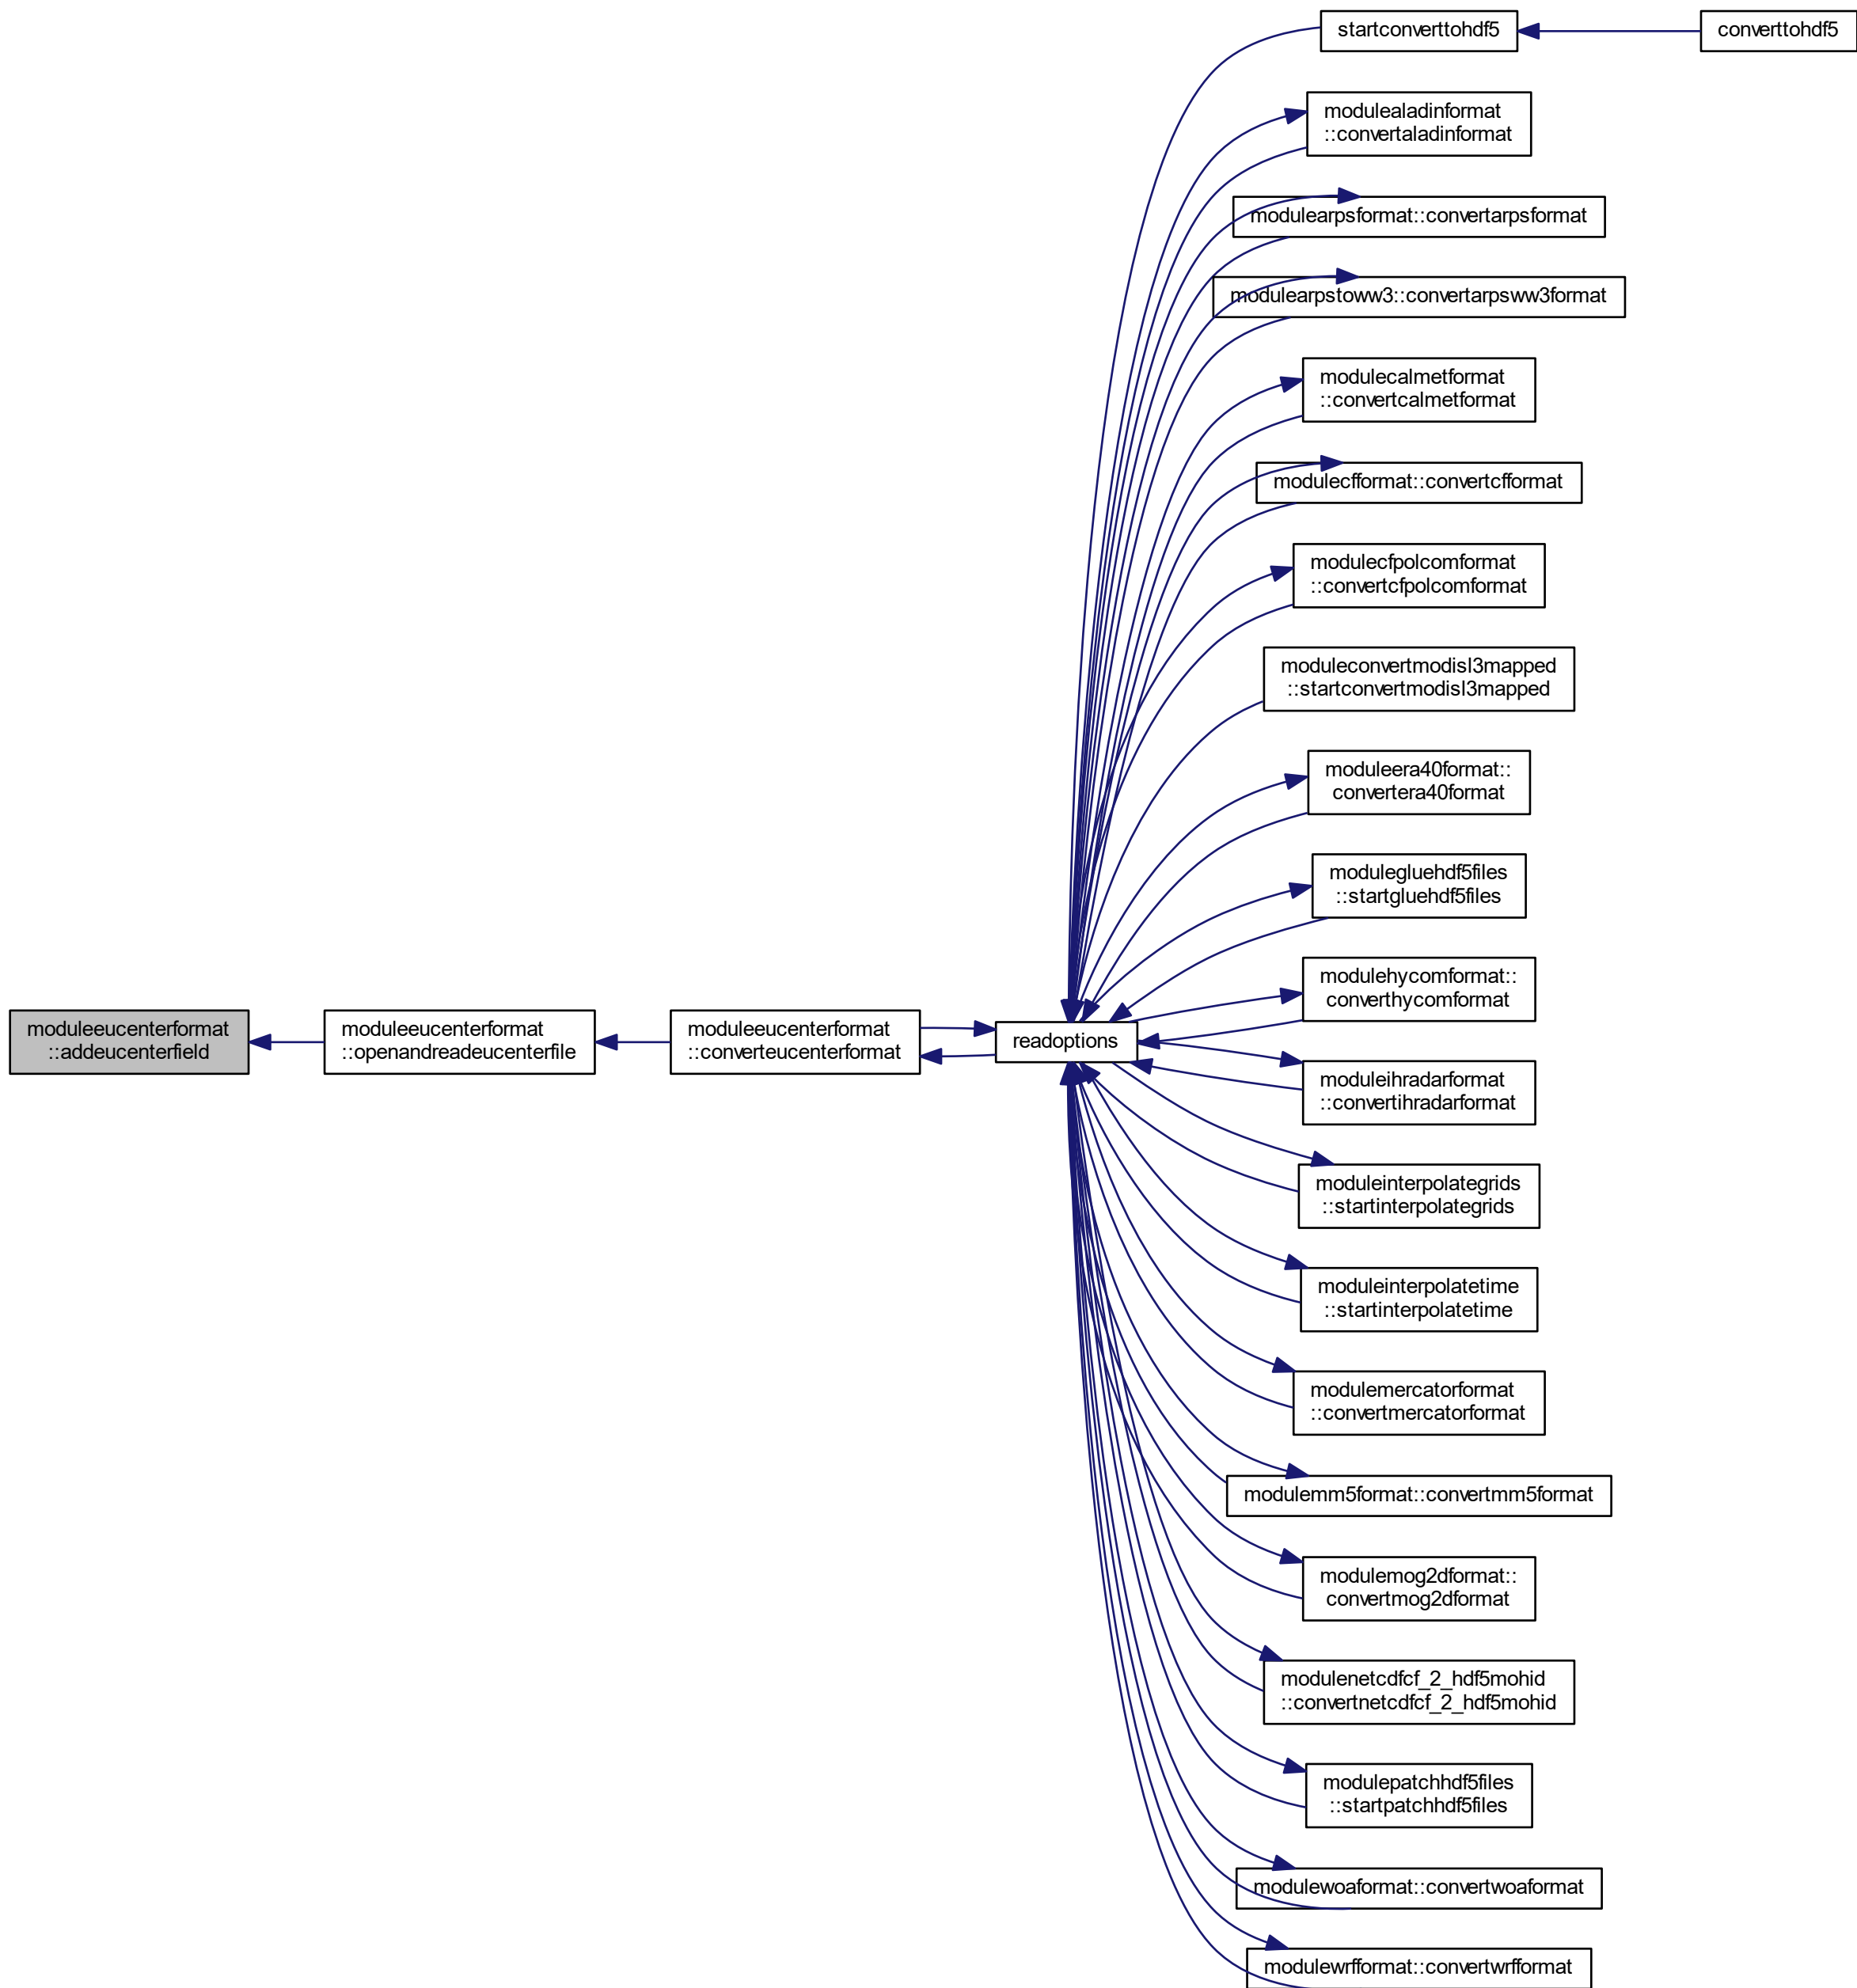 startconverttohdf5
converttohdf5
modulealadinformat
::convertaladinformat
modulearpsformat::convertarpsformat
modulearpstoww3::convertarpsww3format
modulecalmetformat
::convertcalmetformat
modulecfformat::convertcfformat
modulecfpolcomformat
::convertcfpolcomformat
moduleconvertmodisl3mapped
::startconvertmodisl3mapped
moduleera40format::
convertera40format
modulegluehdf5files
::startgluehdf5files
moduleeucenterformat
::addeucenterfield
moduleeucenterformat
::openandreadeucenterfile
moduleeucenterformat
::converteucenterformat
readoptions
modulehycomformat::
converthycomformat
moduleihradarformat
::convertihradarformat
moduleinterpolategrids
::startinterpolategrids
moduleinterpolatetime
::startinterpolatetime
modulemercatorformat
::convertmercatorformat
modulemm5format::convertmm5format
modulemog2dformat::
convertmog2dformat
modulenetcdfcf_2_hdf5mohid
::convertnetcdfcf_2_hdf5mohid
modulepatchhdf5files
::startpatchhdf5files
modulewoaformat::convertwoaformat
modulewrfformat::convertwrfformat